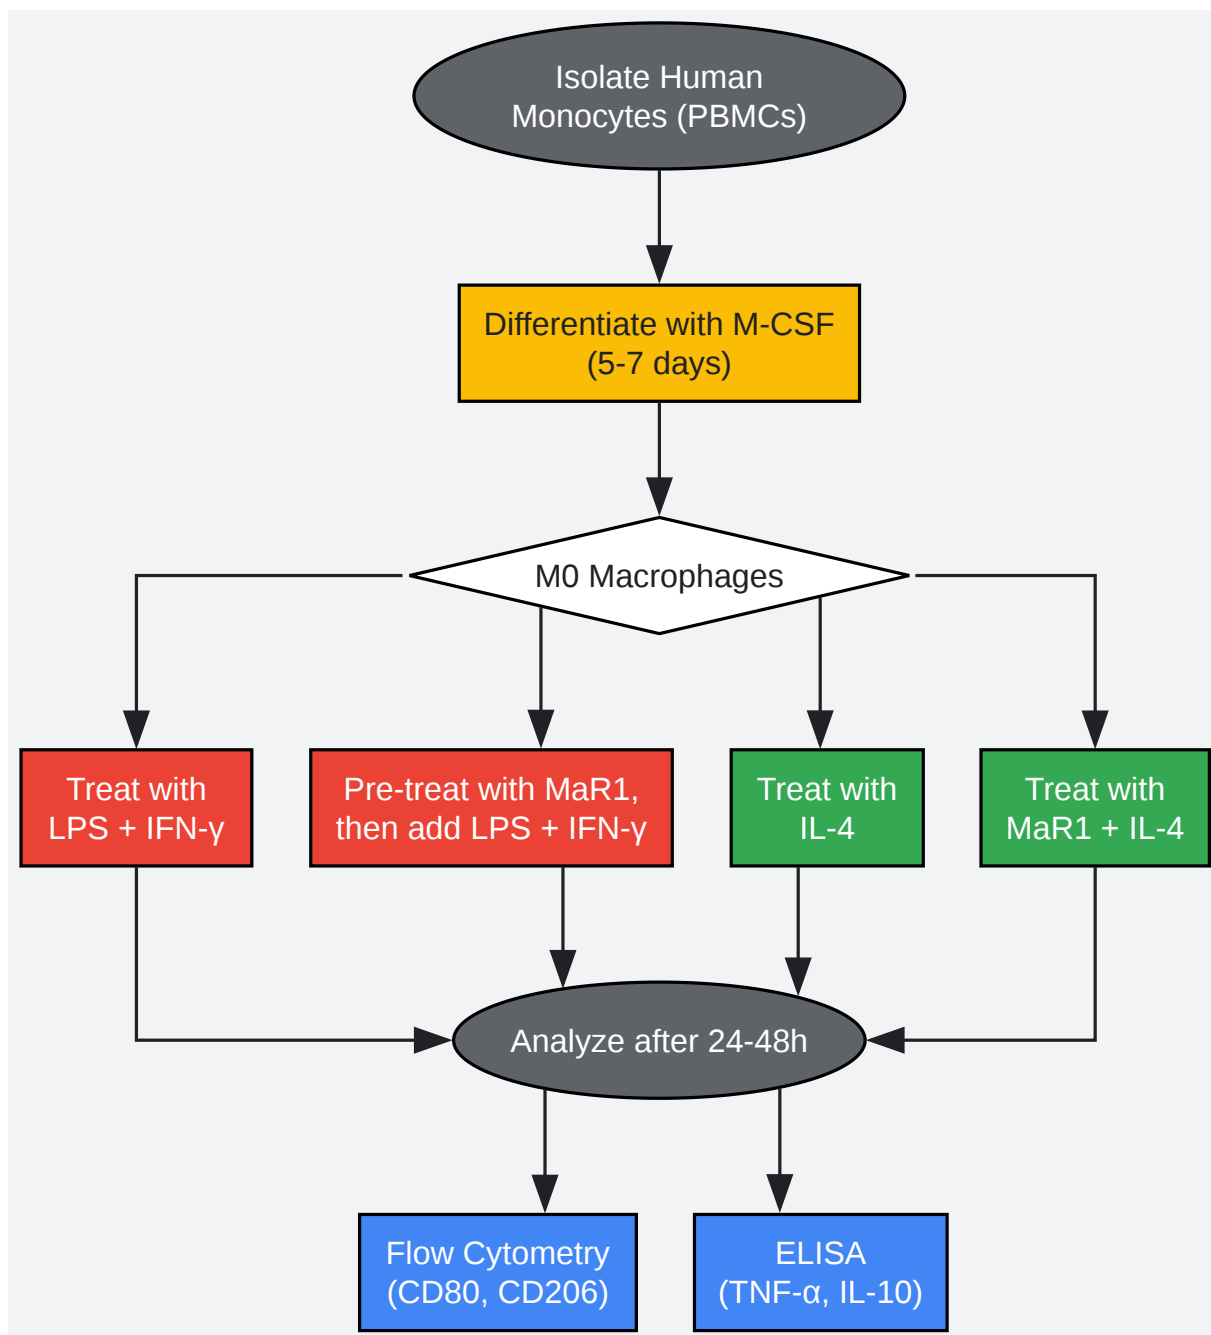 Isolate Human
Monocytes (PBMCs)
Differentiate with M-CSF
(5-7 days)
M0 Macrophages
Treat with
LPS + IFN-γ
Pre-treat with MaR1,
then add LPS + IFN-γ
Treat with
IL-4
Treat with
MaR1 + IL-4
Analyze after 24-48h
Flow Cytometry
(CD80, CD206)
ELISA
(TNF-α, IL-10)